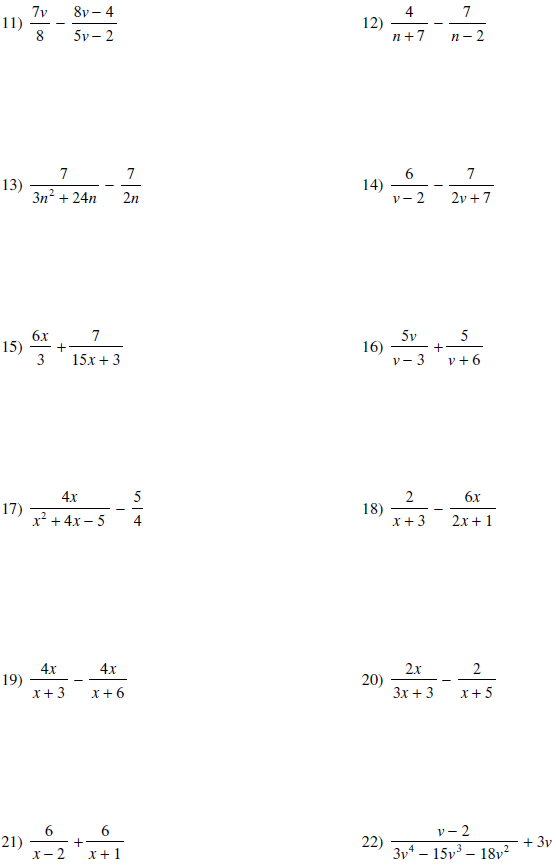 11) 7v/8 − (8v − 4)/(5v − 2)
12) 4/(n + 7) − 7/(n − 2)
13) 7/(3n² + 24n) − 7/(2n)
14) 6/(v − 2) − 7/(2v + 7)
15) 6x/3 + 7/(15x + 3)
16) 5v/(v − 3) + 5/(v + 6)
17) 4x/(x² + 4x − 5) − 5/4
18) 2/(x + 3) − 6x/(2x + 1)
19) 4x/(x + 3) − 4x/(x + 6)
20) 2x/(3x + 3) − 2/(x + 5)
21) 6/(x − 2) + 6/(x + 1)
22) (v − 2)/(3v⁴ − 15v³ − 18v²) + 3v